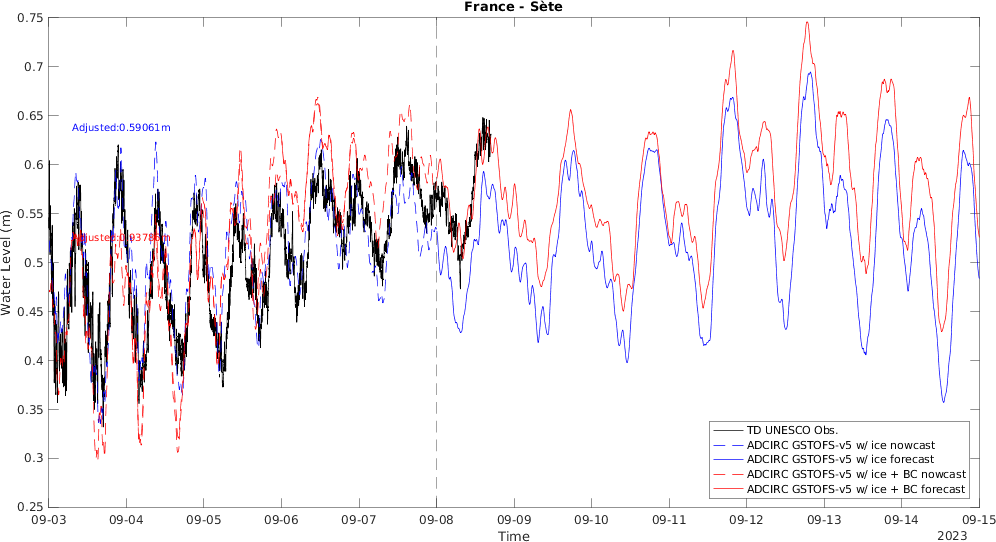 France - Sète
Water Level (m)
0.75
0.7
0.65
0.6
0.55
0.5
0.45
0.4
0.35
0.3
0.25
Adjusted:0.59061m
TD UNESCO Obs.
ADCIRC GSTOFS-v5 w/ ice nowcast
ADCIRC GSTOFS-v5 w/ ice forecast
ADCIRC GSTOFS-v5 w/ ice + BC nowcast
ADCIRC GSTOFS-v5 w/ ice + BC forecast
09-03 09-04 09-05 09-06 09-07 09-08 09-09 09-10 09-11 09-12 09-13 09-14 09-15
Time
2023